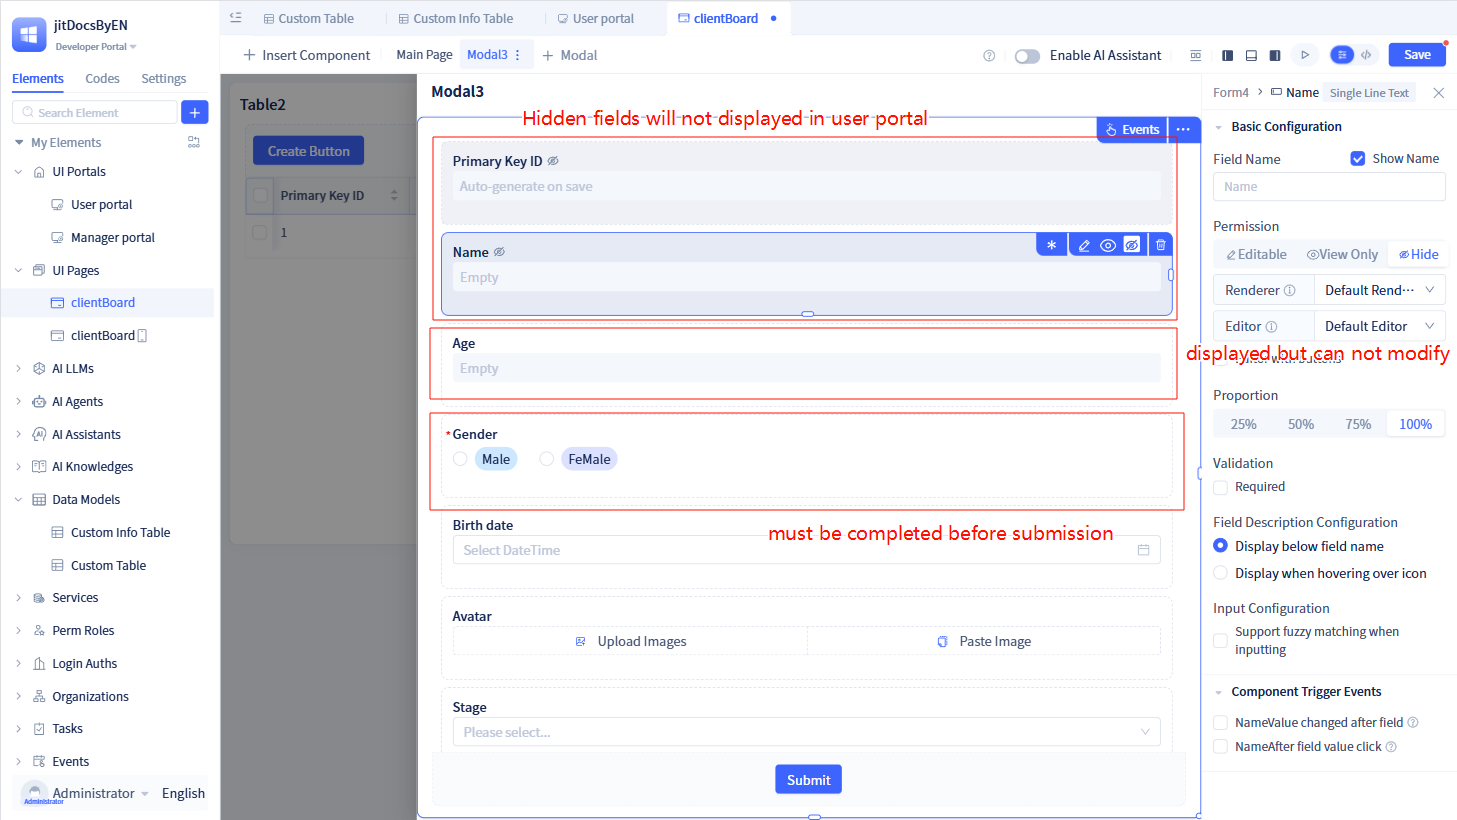 jitDocsByEN
Developer Portal
Elements Codes Settings
Search Element
My Elements
UI Portals
User portal
Manager portal
UI Pages
clientBoard
clientBoard
AI LLMs
AI Agents
AI Assistants
AI Knowledges
Data Models
Custom Info Table
Custom Table
Services
Perm Roles
Login Auths
Organizations
Tasks
Events
Administrator
Administrator English
Custom Table Custom Info Table User portal clientBoard
Insert Component Main Page Modal3 Modal Enable AI Assistant Save
Table2
Create Button
Primary Key ID
1
Modal3
Hidden fields will not displayed in user portal
Events
Primary Key ID
Auto-generate on save
Name
Empty
Age
Empty
displayed but can not modify
* Gender
Male FeMale
Birth date
must be completed before submission
Select DateTime
Avatar
Upload Images Paste Image
Stage
Please select...
Submit
Form4 > Name Single Line Text
Basic Configuration
Field Name Show Name
Name
Permission
Editable View Only Hide
Renderer Default Rend···
Editor Default Editor
Editor with buttons
Proportion
25% 50% 75% 100%
Validation
Required
Field Description Configuration
Display below field name
Display when hovering over icon
Input Configuration
Support fuzzy matching when
inputting
Component Trigger Events
NameValue changed after field
NameAfter field value click